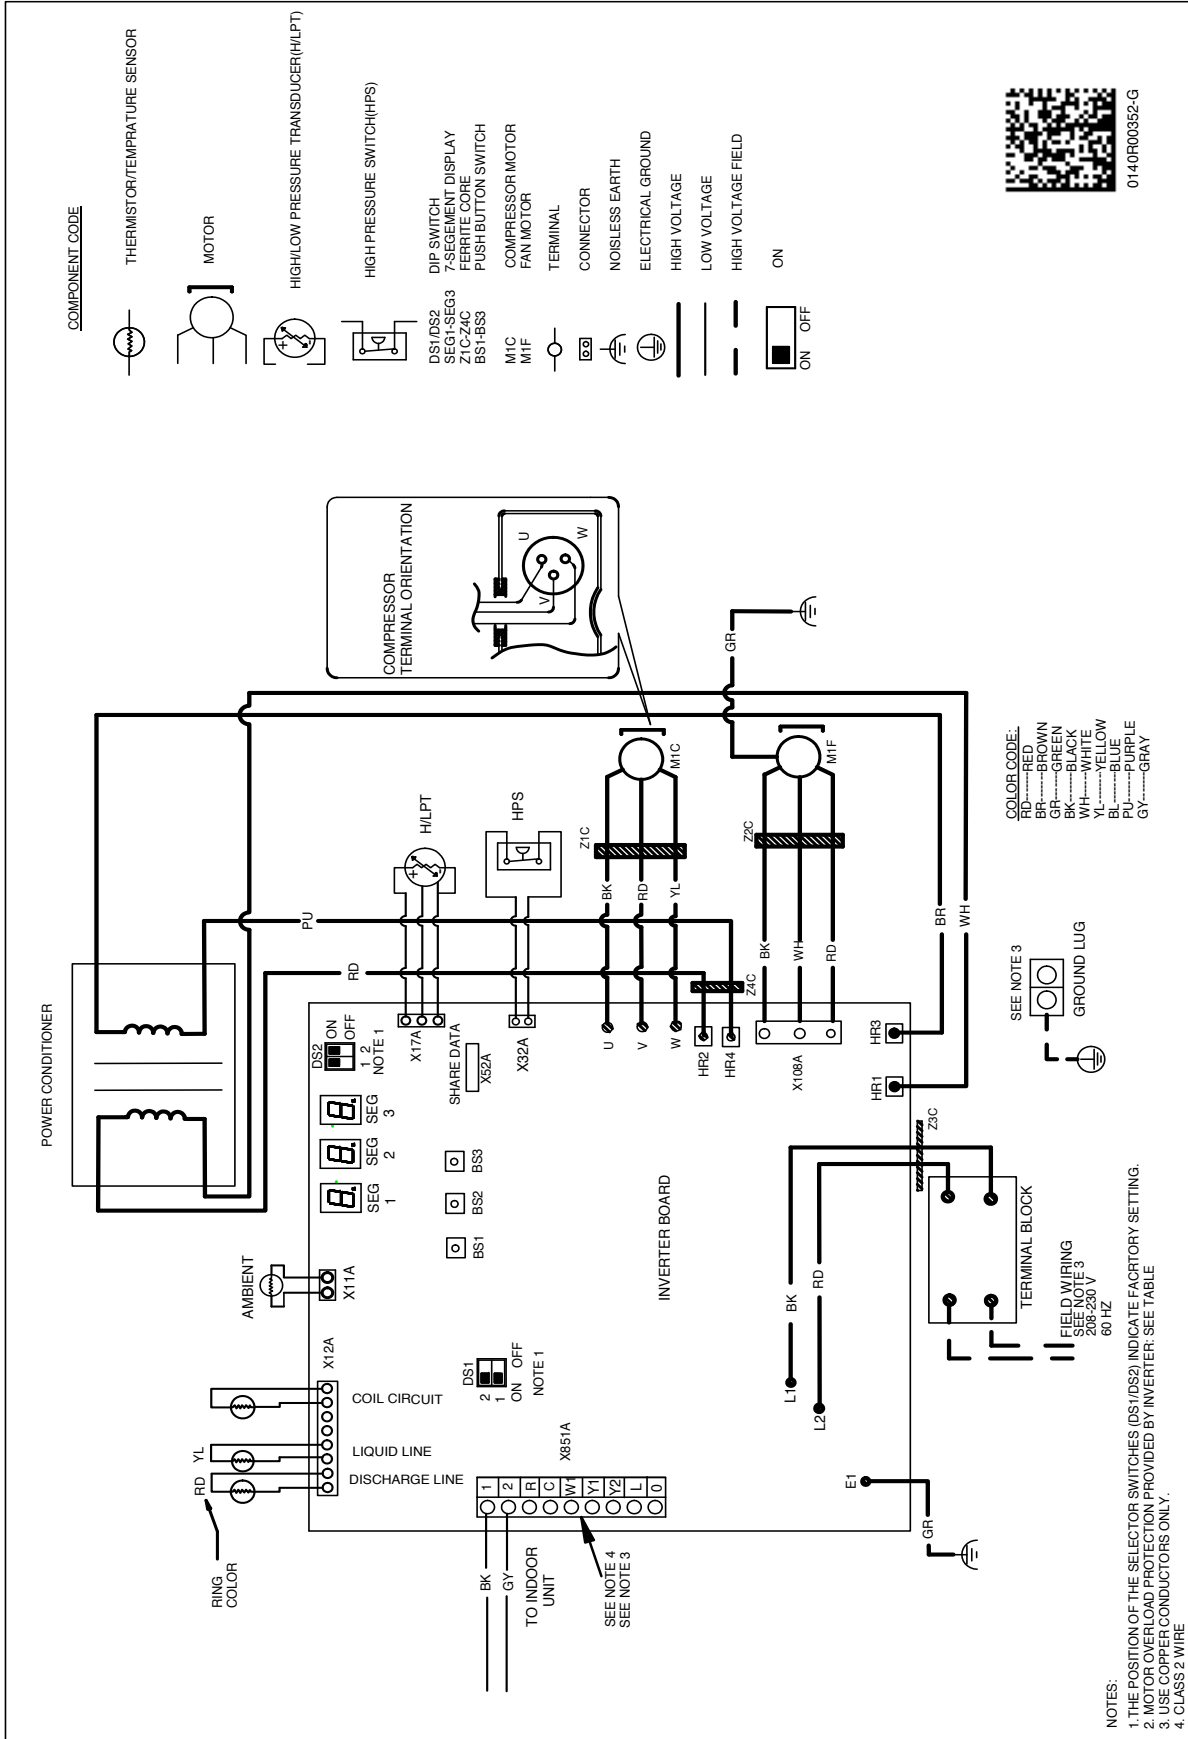 POWER CONDITIONER
AMBIENT
X11A
X12A
COIL CIRCUIT
LIQUID LINE
DISCHARGE LINE
YL
RD
RING
COLOR
SEG
1
SEG
2
SEG
3
DS2
ON
OFF
1 2
NOTE 1
BS1
BS2
BS3
SHARE DATA
X52A
X17A
X32A
H/LPT
HPS
RD
PU
DS1
2
1
ON OFF
NOTE 1
X851A
1
2
R
C
W1
Y1
Y2
L
0
BK
GY
TO INDOOR
UNIT
SEE NOTE 4
SEE NOTE 3
INVERTER BOARD
U
V
W
HR2
HR4
X108A
HR1
HR3
Z4C
BK
RD
YL
Z1C
M1C
BK
WH
RD
Z2C
M1F
GR
BR
WH
COMPRESSOR
TERMINAL ORIENTATION
U
V
W
L1
L2
BK
RD
Z3C
E1
GR
TERMINAL BLOCK
FIELD WIRING
SEE NOTE 3
208-230 V
60 HZ
SEE NOTE 3
GROUND LUG
COLOR CODE:
RD-------RED
BR--------BROWN
GR-------GREEN
BK-------BLACK
WH------WHITE
YL--------YELLOW
BL--------BLUE
PU-------PURPLE
GY-------GRAY
COMPONENT CODE
THERMISTOR/TEMPRATURE SENSOR
MOTOR
HIGH/LOW PRESSURE TRANSDUCER(H/LPT)
HIGH PRESSURE SWITCH(HPS)
DS1/DS2 DIP SWITCH
SEG1-SEG3 7-SEGEMENT DISPLAY
Z1C-Z4C FERRITE CORE
BS1-BS3 PUSH BUTTON SWITCH
M1C COMPRESSOR MOTOR
M1F FAN MOTOR
TERMINAL
CONNECTOR
NOISLESS EARTH
ELECTRICAL GROUND
HIGH VOLTAGE
LOW VOLTAGE
HIGH VOLTAGE FIELD
ON OFF ON
0140R00352-G
NOTES:
1. THE POSITION OF THE SELECTOR SWITCHES (DS1/DS2) INDICATE FACRTORY SETTING.
2. MOTOR OVERLOAD PROTECTION PROVIDED BY INVERTER: SEE TABLE
3. USE COPPER CONDUCTORS ONLY.
4. CLASS 2 WIRE